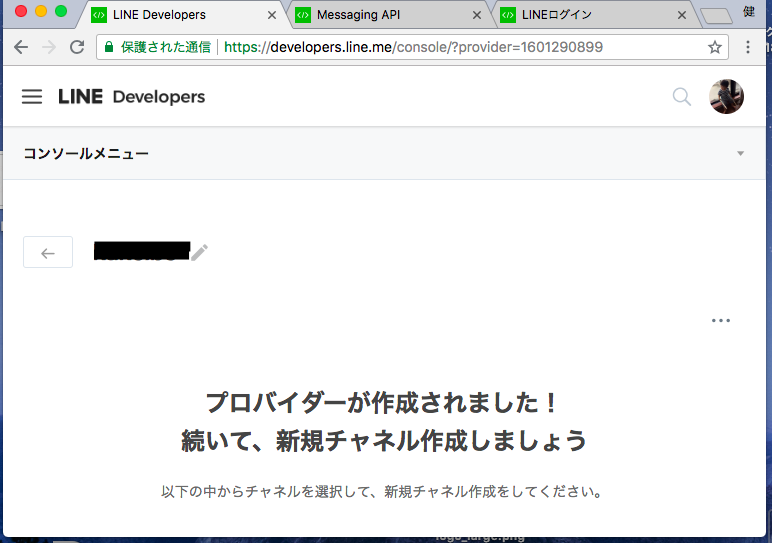 LINE Developers
Messaging API
LINEログイン
健
保護された通信
https://developers.line.me/console/?provider=1601290899
LINE Developers
コンソールメニュー
プロバイダーが作成されました！
続いて、新規チャネル作成しましょう
以下の中からチャネルを選択して、新規チャネル作成をしてください。
logo_large.png